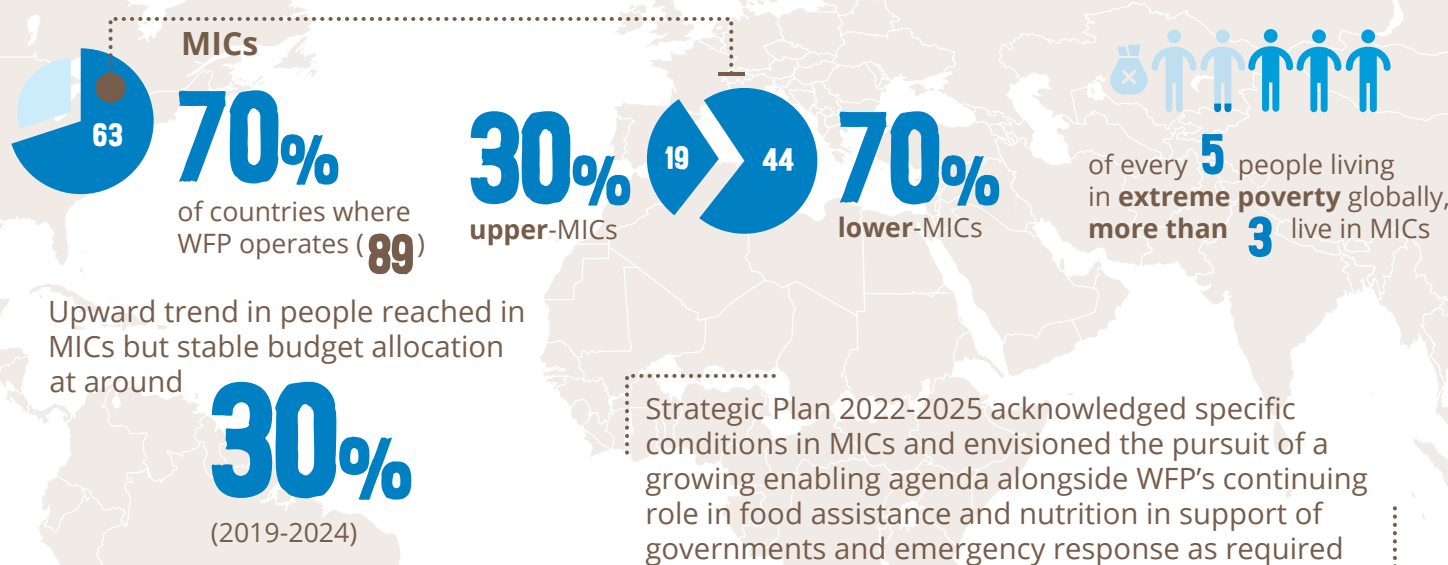 MICs
63
70%
of countries where
WFP operates (89)
30%
upper-MICs
19
44
70%
lower-MICs
of every 5 people living
in extreme poverty globally,
more than 3 live in MICs
Upward trend in people reached in
MICs but stable budget allocation
at around
30%
(2019-2024)
Strategic Plan 2022-2025 acknowledged specific
conditions in MICs and envisioned the pursuit of a
growing enabling agenda alongside WFP’s continuing
role in food assistance and nutrition in support of
governments and emergency response as required